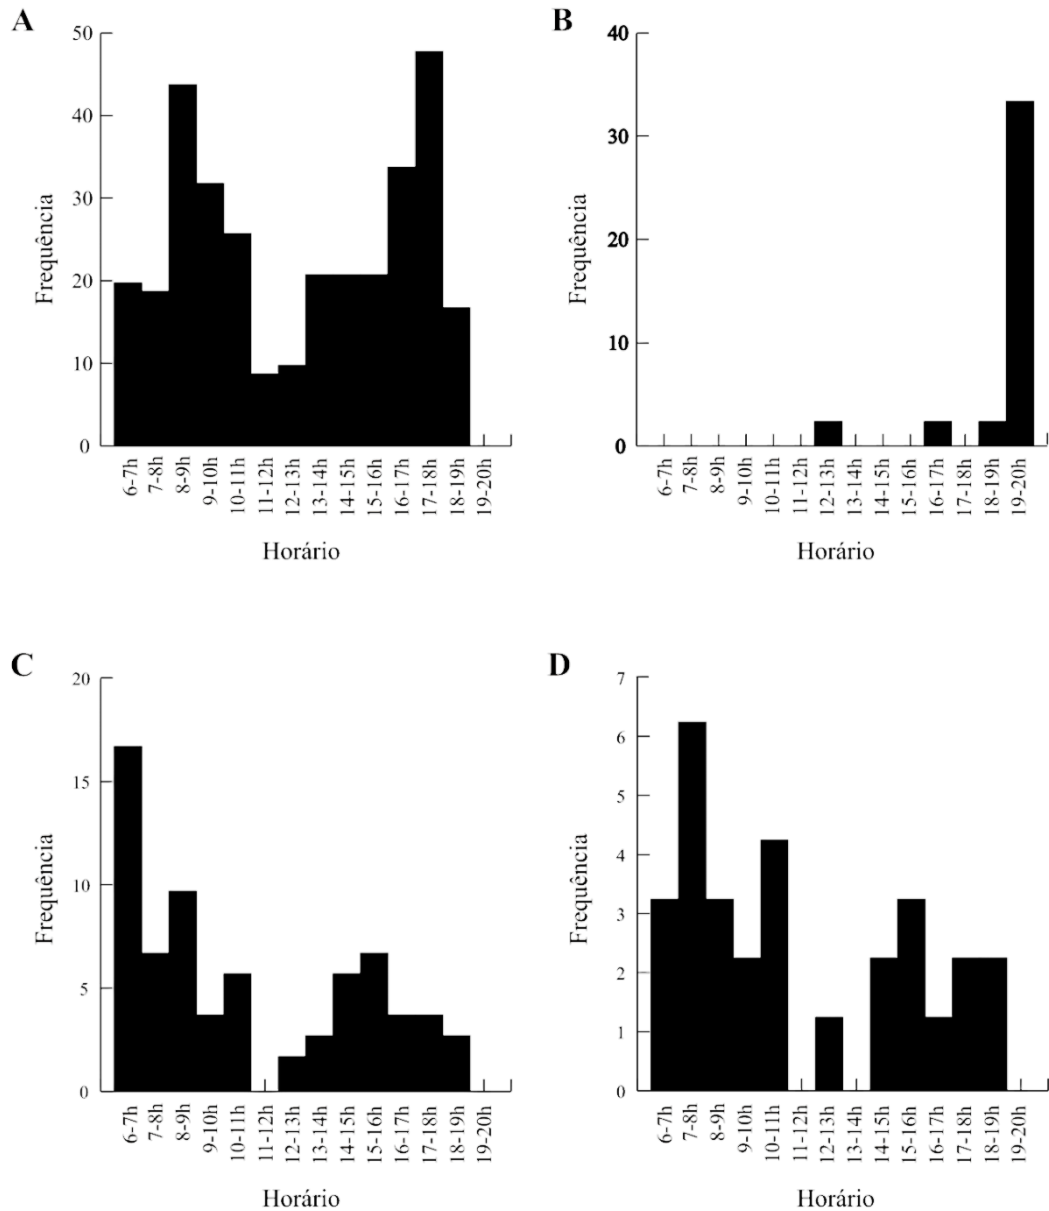 A
50
40
30
20
10
0
Frequência
6-7h
7-8h
8-9h
9-10h
10-11h
11-12h
12-13h
13-14h
14-15h
15-16h
16-17h
17-18h
18-19h
19-20h
Horário
B
40
30
20
10
0
Frequência
6-7h
7-8h
8-9h
9-10h
10-11h
11-12h
12-13h
13-14h
14-15h
15-16h
16-17h
17-18h
18-19h
19-20h
Horário
C
20
15
10
5
0
Frequência
6-7h
7-8h
8-9h
9-10h
10-11h
11-12h
12-13h
13-14h
14-15h
15-16h
16-17h
17-18h
18-19h
19-20h
Horário
D
7
6
5
4
3
2
1
0
Frequência
6-7h
7-8h
8-9h
9-10h
10-11h
11-12h
12-13h
13-14h
14-15h
15-16h
16-17h
17-18h
18-19h
19-20h
Horário